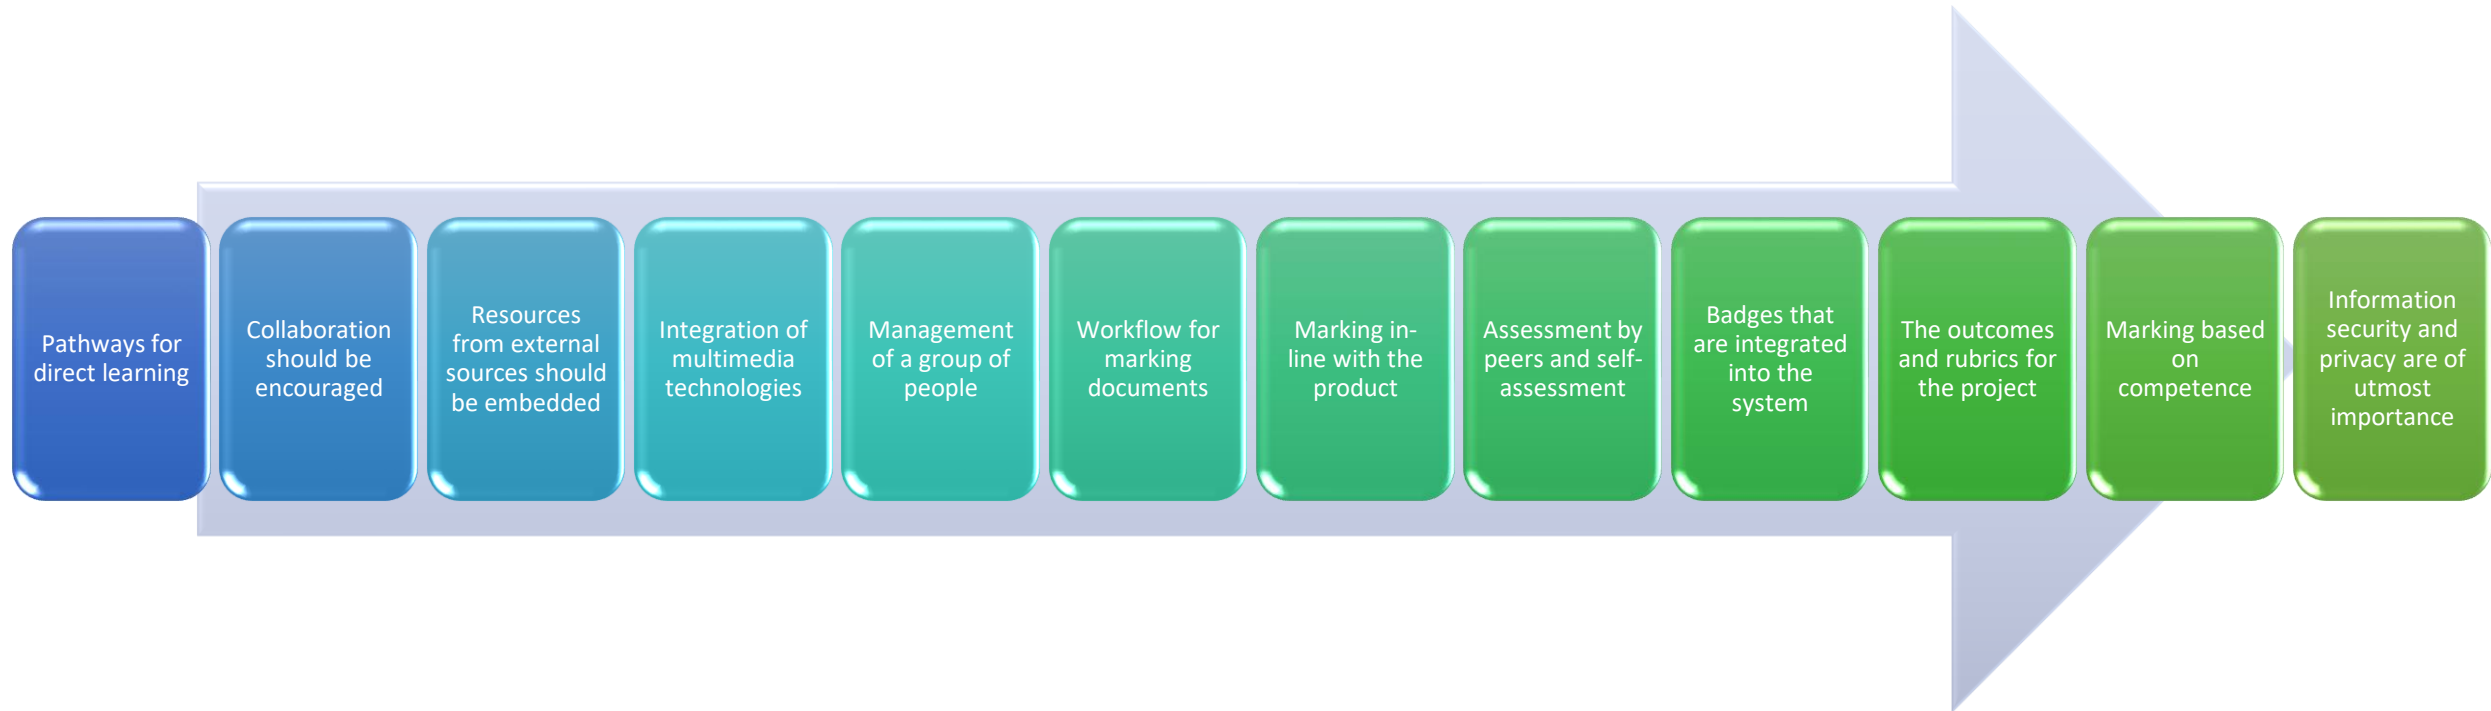 Pathways for
direct learning
Collaboration
should be
encouraged
Resources
from external
sources should
be embedded
Integration of
multimedia
technologies
Management
of a group of
people
Workflow for
marking
documents
Marking in-
line with the
product
Assessment by
peers and self-
assessment
Badges that
are integrated
into the
system
The outcomes
and rubrics for
the project
Marking based
on
competence
Information
security and
privacy are of
utmost
importance